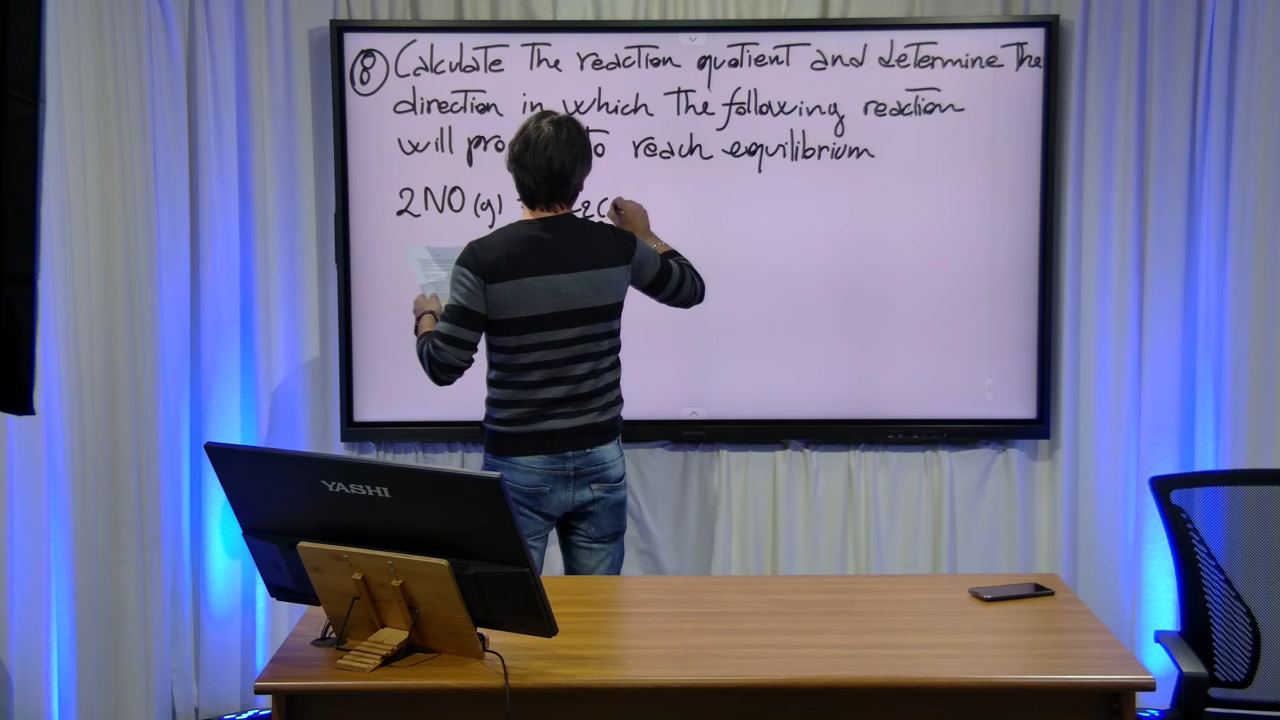 ⑧ Calculate The reaction quotient and determine The
direction in which The following reaction
will pro to reach equilibrium
2NO (g)
YASHI